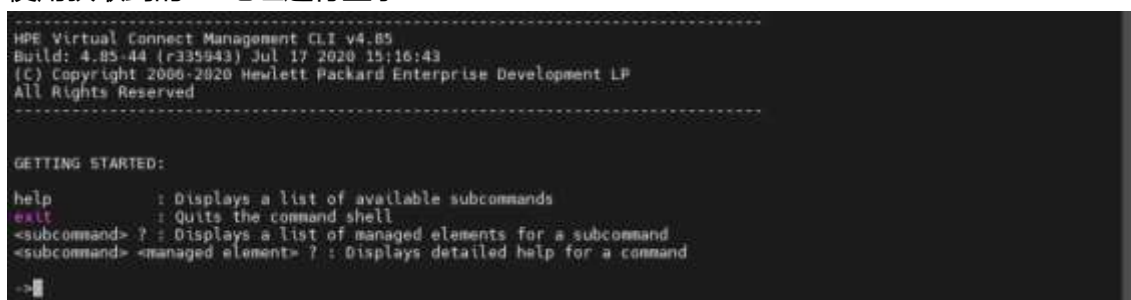 HPE Virtual Connect Management CLI v4.85
Build: 4.85-44 (r335943) Jul 17 2020 15:16:43
(C) Copyright 2006-2020 Hewlett Packard Enterprise Development LP
All Rights Reserved
GETTING STARTED:
help : Displays a list of available subcommands
exit : Quits the command shell
<subcommand> ? : Displays a list of managed elements for a subcommand
<subcommand> <managed element> ? : Displays detailed help for a command
->